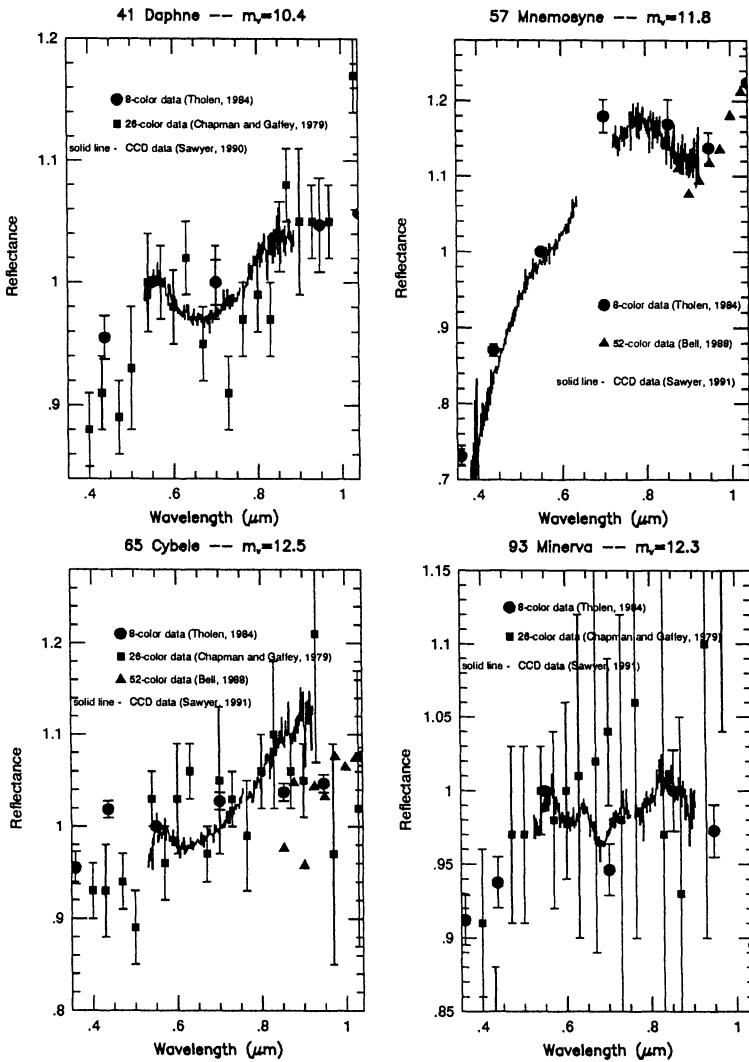 41 Daphne -- mv=10.4
1.2
1.1
1
.9
Reflectance
8-color data (Tholen, 1984)
26-color data (Chapman and Gaffey, 1979)
solid line - CCD data (Sawyer, 1990)
.4 .6 .8 1
Wavelength (μm)
57 Mnemosyne -- mv=11.8
1.2
1.1
1
.9
.8
.7
Reflectance
8-color data (Tholen, 1984)
52-color data (Bell, 1988)
solid line - CCD data (Sawyer, 1991)
.4 .6 .8 1
Wavelength (μm)
65 Cybele -- mv=12.5
1.2
1.1
1
.9
.8
Reflectance
8-color data (Tholen, 1984)
26-color data (Chapman and Gaffey, 1979)
52-color data (Bell, 1988)
solid line - CCD data (Sawyer, 1991)
.4 .6 .8 1
Wavelength (μm)
93 Minerva -- mv=12.3
1.15
1.1
1.05
1
.95
.9
.85
Reflectance
8-color data (Tholen, 1984)
26-color data (Chapman and Gaffey, 1979)
solid line - CCD data (Sawyer, 1991)
.4 .6 .8 1
Wavelength (μm)